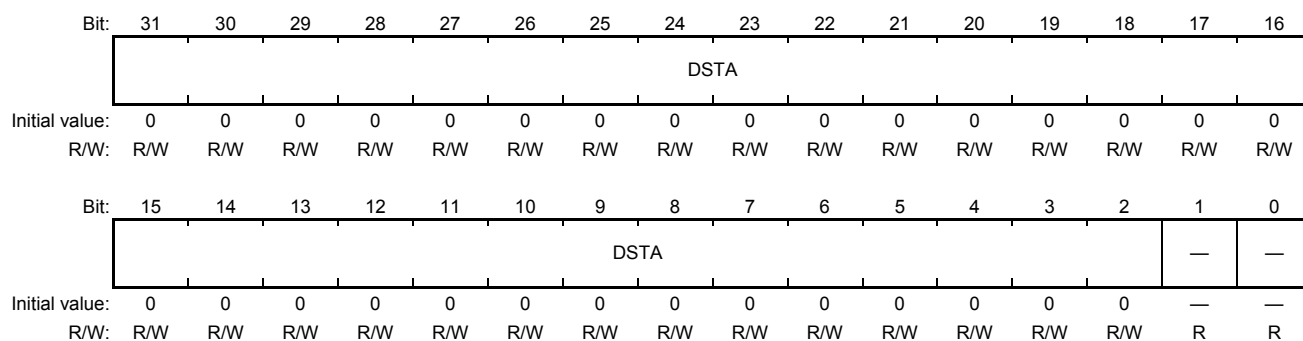 Bit: 31 30 29 28 27 26 25 24 23 22 21 20 19 18 17 16
DSTA
Initial value: 0 0 0 0 0 0 0 0 0 0 0 0 0 0 0 0
R/W: R/W R/W R/W R/W R/W R/W R/W R/W R/W R/W R/W R/W R/W R/W R/W R/W
Bit: 15 14 13 12 11 10 9 8 7 6 5 4 3 2 1 0
DSTA — —
Initial value: 0 0 0 0 0 0 0 0 0 0 0 0 0 0 — —
R/W: R/W R/W R/W R/W R/W R/W R/W R/W R/W R/W R/W R/W R/W R/W R R